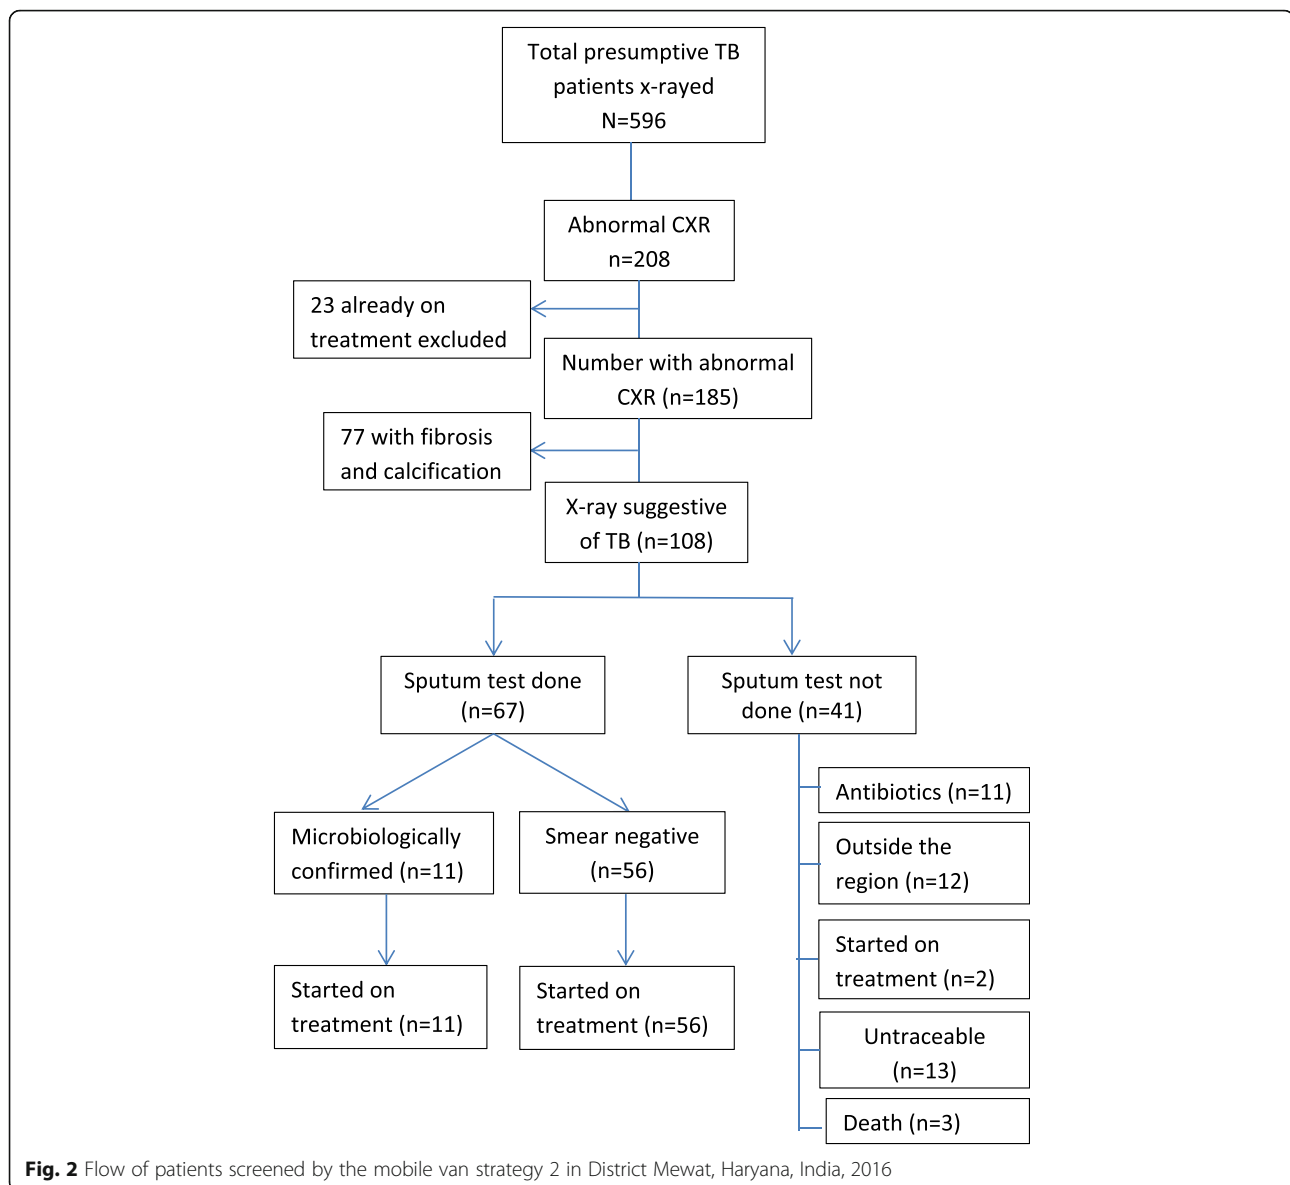 Total presumptive TB
patients x-rayed
N=596
Abnormal CXR
n=208
23 already on
treatment excluded
Number with abnormal
CXR (n=185)
77 with fibrosis
and calcification
X-ray suggestive
of TB (n=108)
Sputum test done
(n=67)
Sputum test not
done (n=41)
Microbiologically
confirmed (n=11)
Smear negative
(n=56)
Started on
treatment (n=11)
Started on
treatment (n=56)
Antibiotics (n=11)
Outside the
region (n=12)
Started on
treatment (n=2)
Untraceable
(n=13)
Death (n=3)
Fig. 2 Flow of patients screened by the mobile van strategy 2 in District Mewat, Haryana, India, 2016